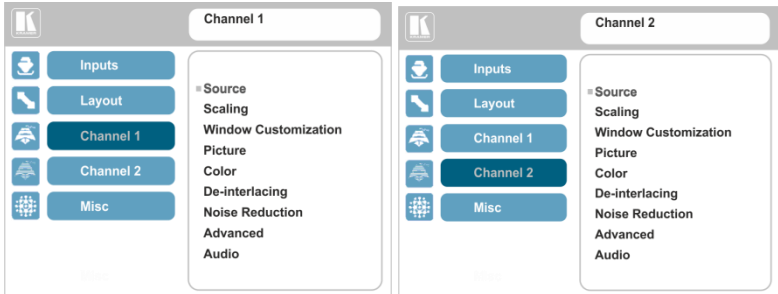 Channel 1
Inputs
Layout
Channel 1
Channel 2
Misc
Source
Scaling
Window Customization
Picture
Color
De-interlacing
Noise Reduction
Advanced
Audio
Channel 2
Inputs
Layout
Channel 1
Channel 2
Misc
Source
Scaling
Window Customization
Picture
Color
De-interlacing
Noise Reduction
Advanced
Audio